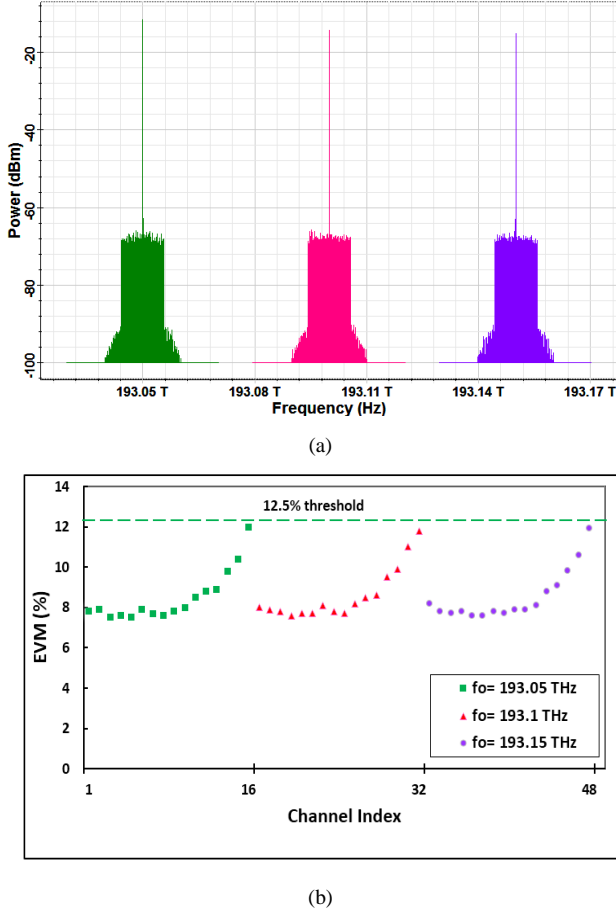 -20
-40
-60
-80
-100
Power (dBm)
193.05 T
193.08 T
193.11 T
193.14 T
193.17 T
Frequency (Hz)
(a)
14
12
10
8
6
4
2
0
EVM (%)
12.5% threshold
fo= 193.05 THz
fo= 193.1 THz
fo= 193.15 THz
1
16
32
48
Channel Index
(b)